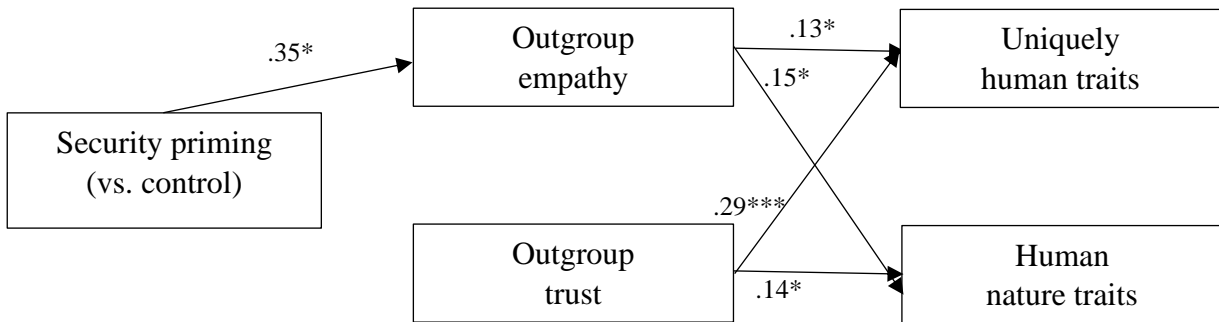 Outgroup
empathy
.13*
Uniquely
human traits
.35*
.15*
Security priming
(vs. control)
.29***
Outgroup
trust
.14*
Human
nature traits